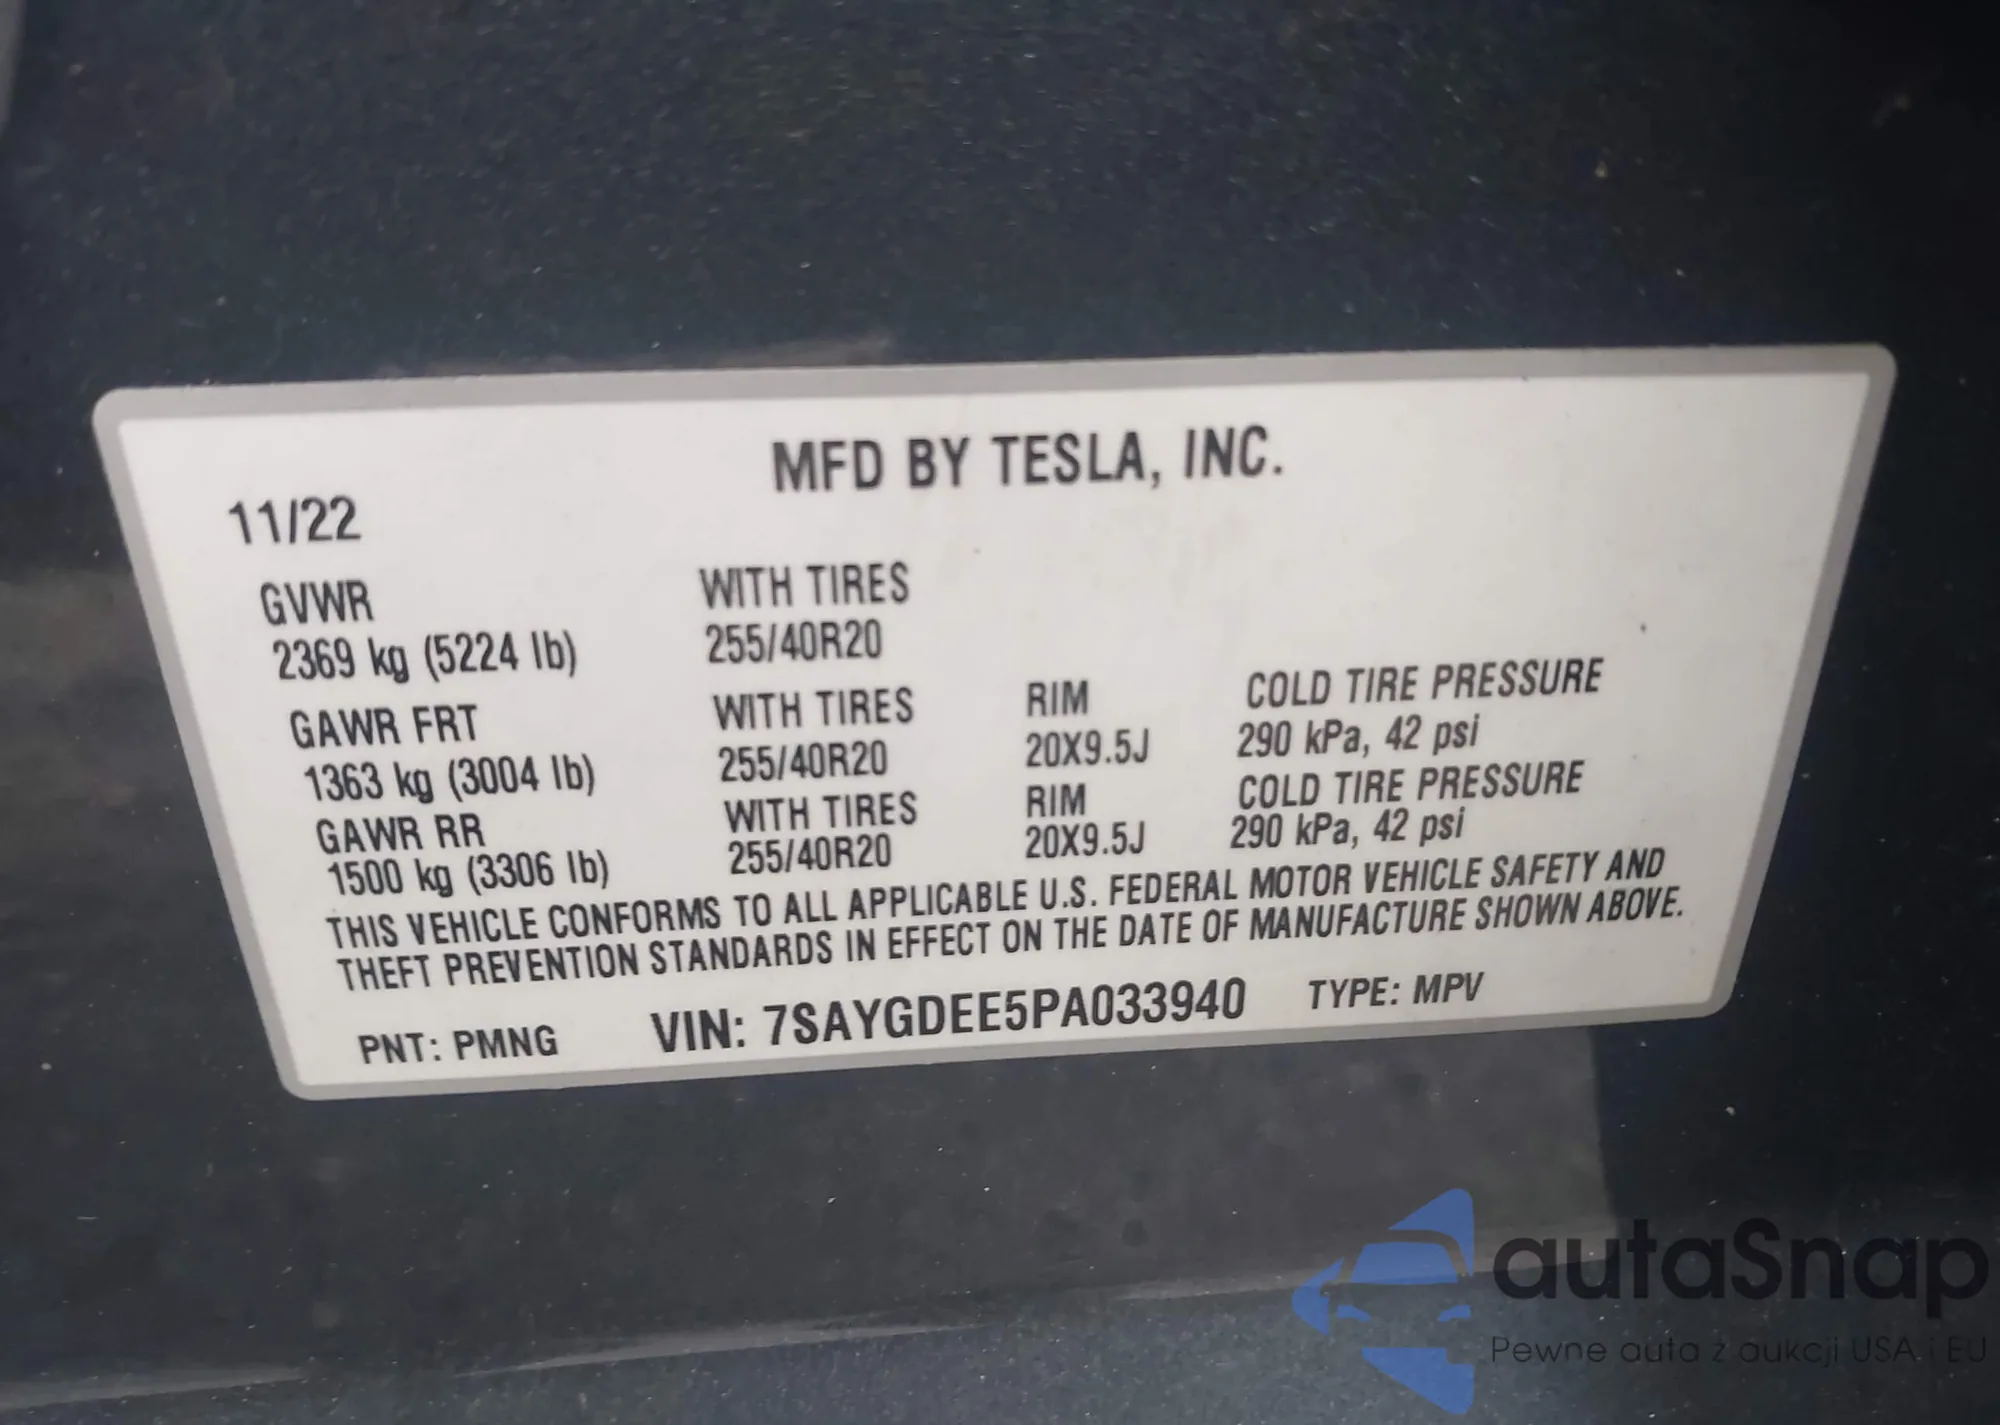 MFD BY TESLA, INC.
11/22
GVWR WITH TIRES
2369 kg (5224 lb) 255/40R20
GAWR FRT WITH TIRES RIM COLD TIRE PRESSURE
1363 kg (3004 lb) 255/40R20 20X9.5J 290 kPa, 42 psi
GAWR RR WITH TIRES RIM COLD TIRE PRESSURE
1500 kg (3306 lb) 255/40R20 20X9.5J 290 kPa, 42 psi
THIS VEHICLE CONFORMS TO ALL APPLICABLE U.S. FEDERAL MOTOR VEHICLE SAFETY AND
THEFT PREVENTION STANDARDS IN EFFECT ON THE DATE OF MANUFACTURE SHOWN ABOVE.
PNT: PMNG VIN: 7SAYGDEE5PA033940 TYPE: MPV
autaSnap
Pewne auta z aukcji USA i EU